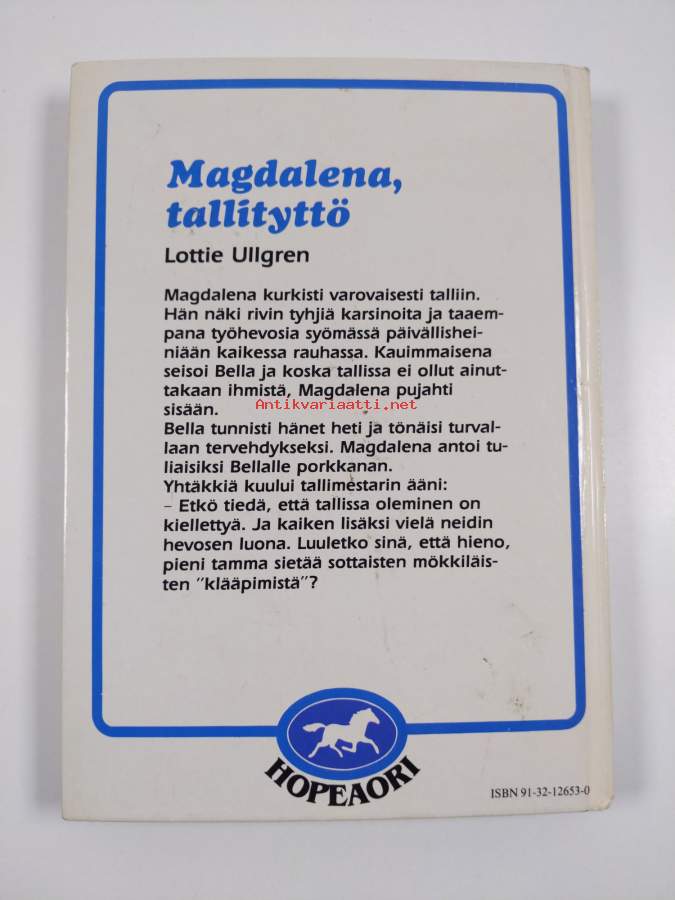 Magdalena,
tallityttö
Lottie Ullgren
Magdalena kurkisti varovaisesti talliin.
Hän näki rivin tyhjiä karsinoita ja taaem-
pana työhevosia syömässä päivällishei-
niään kaikessa rauhassa. Kauimmaisena
seisoi Bella ja koska tallissa ei ollut ainut-
takaan ihmistä, Magdalena pujahti
sisään.
Antikvariaatti.net
Bella tunnisti hänet heti ja tönäisi turval-
laan tervehdykseksi. Magdalena antoi tu-
liaisiksi Bellalle porkkanan.
Yhtäkkiä kuului tallimestarin ääni:
– Etkö tiedä, että tallissa oleminen on
kiellettyä. Ja kaiken lisäksi vielä neidin
hevosen luona. Luuletko sinä, että hieno,
pieni tamma sietää sottaisten mökkiläis-
ten "klääpimistä"?
HOPEAORI
ISBN 91-32-12653-0